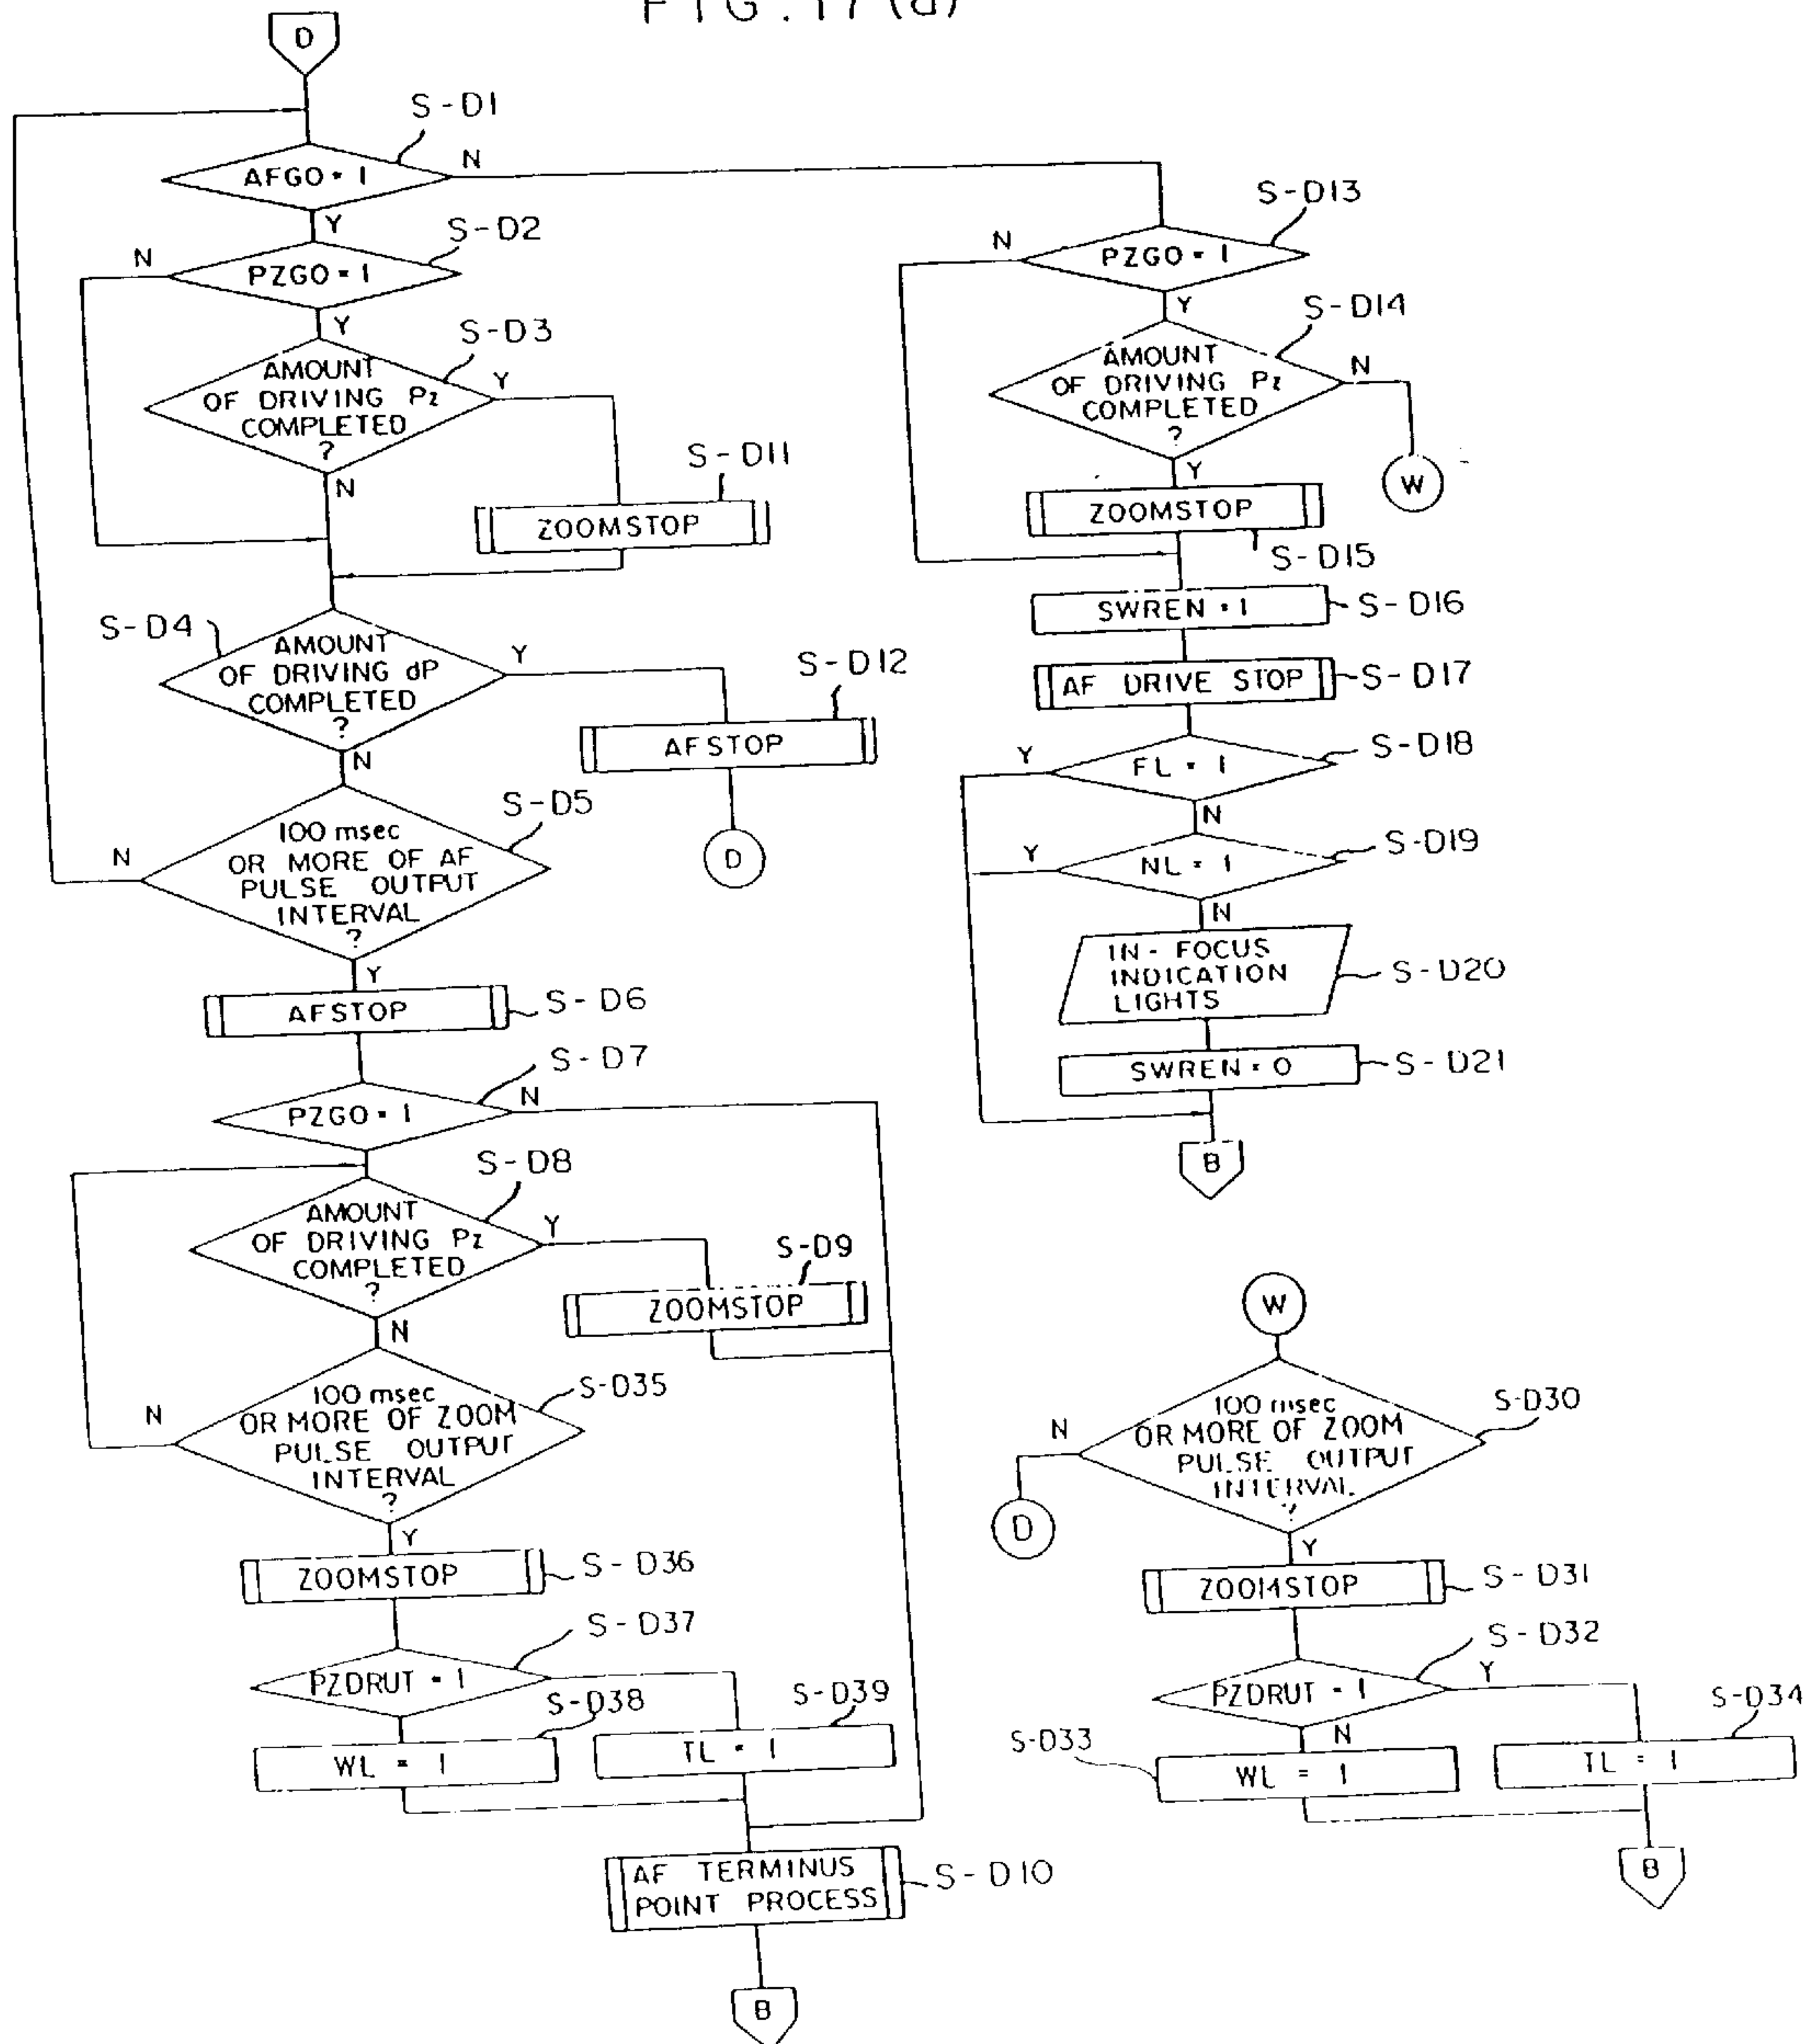 FIG. 17 (d)
D
S-D1
AFGO = 1
N
Y
S-D2
N
PZGO = 1
Y
S-D3
AMOUNT
OF DRIVING Pz
COMPLETED
?
Y
N
S-D11
ZOOMSTOP
S-D4
AMOUNT
OF DRIVING dP
COMPLETED
?
Y
N
S-D12
AFSTOP
D
S-D5
100 msec
OR MORE OF AF
PULSE OUTPUT
INTERVAL
?
N
Y
AFSTOP
S-D6
S-D7
PZGO = 1
N
S-D8
AMOUNT
OF DRIVING Pz
COMPLETED
?
Y
N
S-D9
ZOOMSTOP
S-D35
100 msec
OR MORE OF ZOOM
PULSE OUTPUT
INTERVAL
?
N
Y
ZOOMSTOP
S-D36
S-D37
PZDRUT = 1
S-D38
WL = 1
S-D39
TL = 1
AF TERMINUS
POINT PROCESS
S-D10
B
S-D13
N
PZGO = 1
Y
S-D14
AMOUNT
OF DRIVING Pz
COMPLETED
?
N
W
Y
ZOOMSTOP
S-D15
SWREN = 1
S-D16
AF DRIVE STOP
S-D17
Y
FL = 1
S-D18
N
Y
NL = 1
S-D19
N
IN-FOCUS
INDICATION
LIGHTS
S-D20
SWREN = 0
S-D21
B
W
S-D30
100 msec
OR MORE OF ZOOM
PULSE OUTPUT
INTERVAL
?
N
D
Y
ZOOMSTOP
S-D31
S-D32
PZDRUT = 1
Y
N
S-D33
WL = 1
S-D34
TL = 1
B